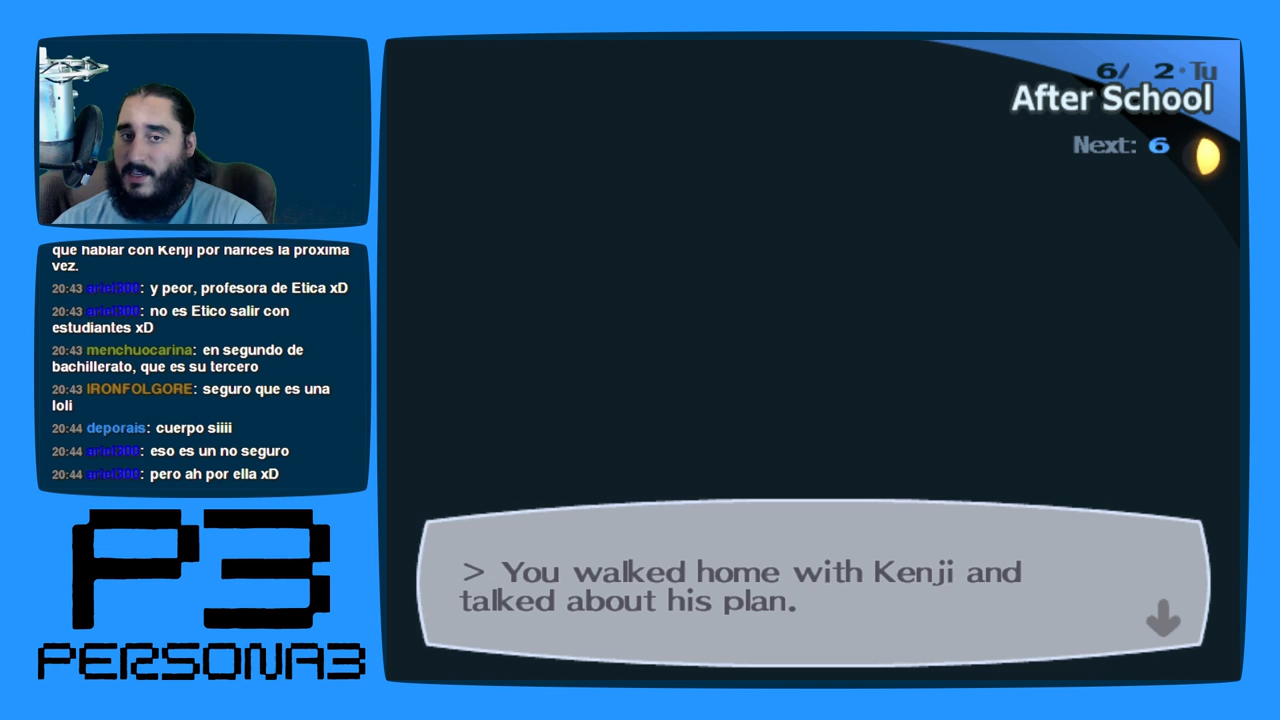 que hablar con Kenji por narices la proxima
vez.
20:43 ariel300: y peor, profesora de Etica xD
20:43 ariel300: no es Etico salir con
estudiantes xD
20:43 menchuocarina: en segundo de
bachillerato, que es su tercero
20:43 IRONFOLGORE: seguro que es una
loli
20:44 deporais: cuerpo siiii
20:44 ariel300: eso es un no seguro
20:44 ariel300: pero ah por ella xD
P3
PERSONA3
6/ 2·Tu
After School
Next: 6
> You walked home with Kenji and
talked about his plan.